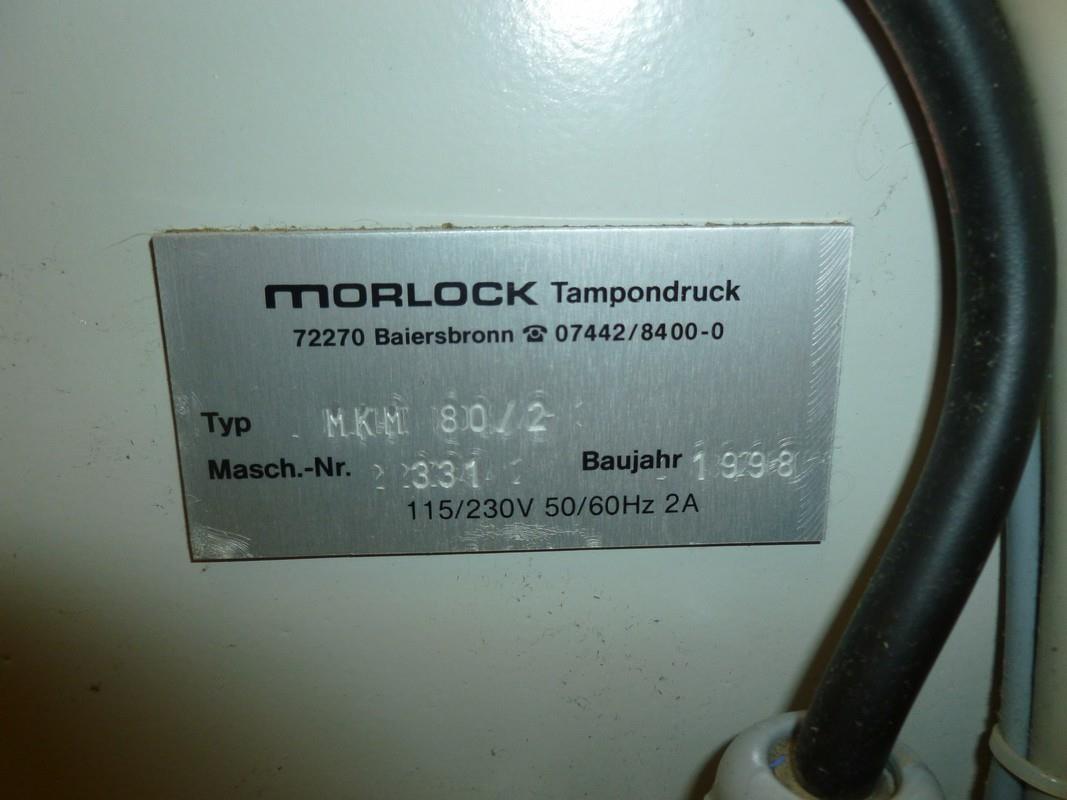 MORLOCK Tampondruck
72270 Baiersbronn ☎ 07442/8400-0
Typ MKM 80/2
Masch.-Nr. 331 Baujahr 1998
115/230V 50/60Hz 2A